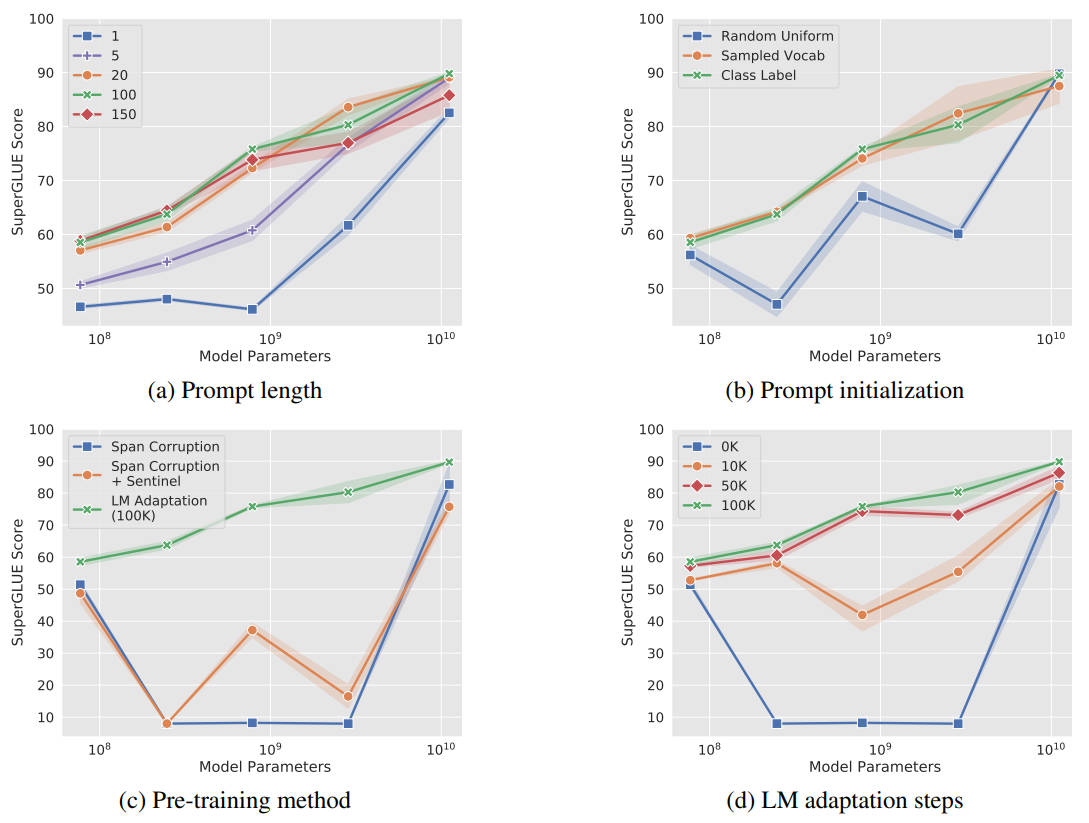 100
90
80
70
60
50
SuperGLUE Score
1
5
20
100
150
10^8
10^9
10^10
Model Parameters
(a) Prompt length
100
90
80
70
60
50
SuperGLUE Score
Random Uniform
Sampled Vocab
Class Label
10^8
10^9
10^10
Model Parameters
(b) Prompt initialization
100
90
80
70
60
50
40
30
20
10
SuperGLUE Score
Span Corruption
Span Corruption
+ Sentinel
LM Adaptation
(100K)
10^8
10^9
10^10
Model Parameters
(c) Pre-training method
100
90
80
70
60
50
40
30
20
10
SuperGLUE Score
0K
10K
50K
100K
10^8
10^9
10^10
Model Parameters
(d) LM adaptation steps